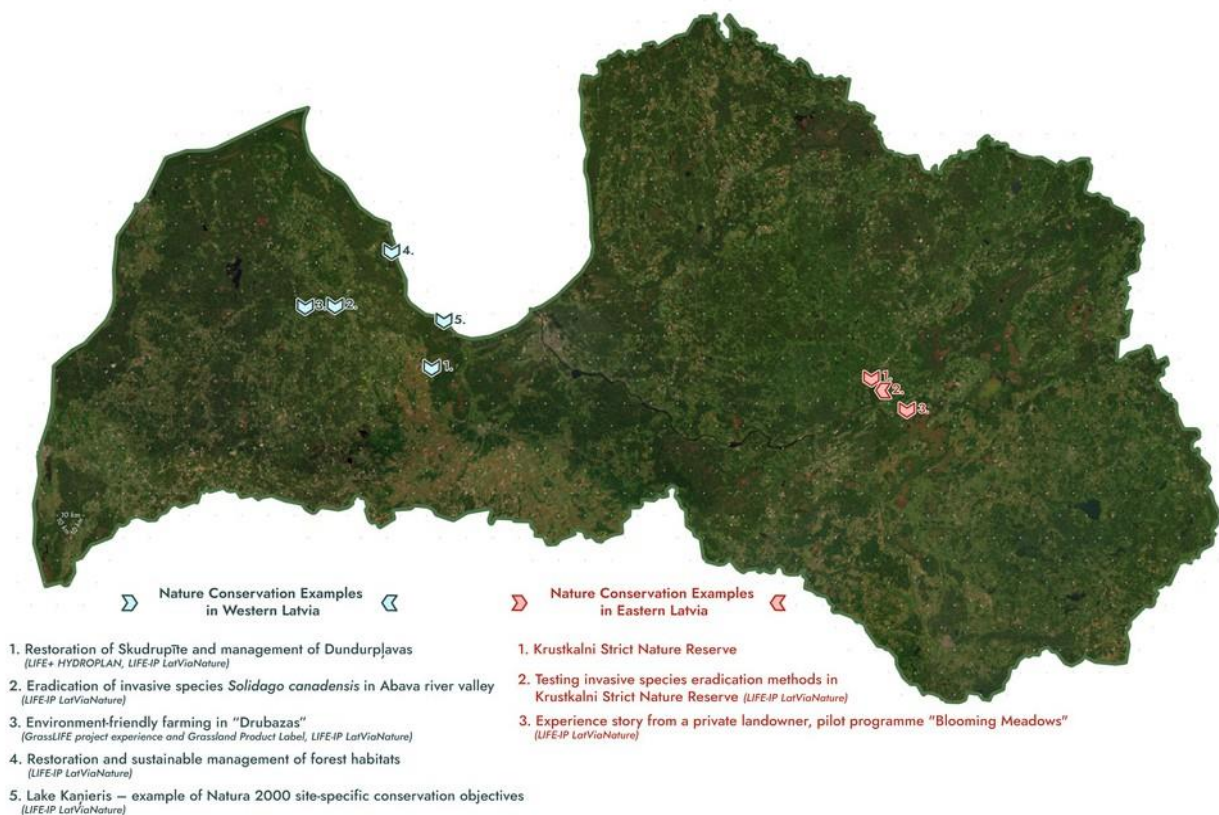 4.
3.
2.
5.
1.
1.
2.
3.
10 km
10 km
10 km
Nature Conservation Examples
in Western Latvia
1. Restoration of Skudrupīte and management of Dundurpļavas
(LIFE+ HYDROPLAN, LIFE-IP LatViaNature)
2. Eradication of invasive species Solidago canadensis in Abava river valley
(LIFE-IP LatViaNature)
3. Environment-friendly farming in “Drubazas”
(GrassLIFE project experience and Grassland Product Label, LIFE-IP LatViaNature)
4. Restoration and sustainable management of forest habitats
(LIFE-IP LatViaNature)
5. Lake Kaņieris – example of Natura 2000 site-specific conservation objectives
(LIFE-IP LatViaNature)
Nature Conservation Examples
in Eastern Latvia
1. Krustkalni Strict Nature Reserve
2. Testing invasive species eradication methods in
Krustkalni Strict Nature Reserve (LIFE-IP LatViaNature)
3. Experience story from a private landowner, pilot programme “Blooming Meadows”
(LIFE-IP LatViaNature)